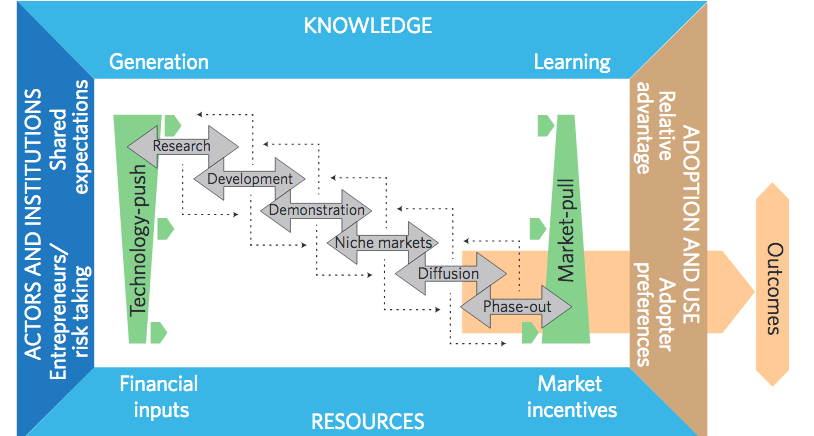 KNOWLEDGE
Generation
Learning
ACTORS AND INSTITUTIONS
Shared
expectations
Entrepreneurs/
risk taking
Technology-push
Research
Development
Demonstration
Niche markets
Diffusion
Phase-out
Market-pull
Relative
advantage
ADOPTION AND USE
Adopter
preferences
Outcomes
Financial
inputs
Market
incentives
RESOURCES